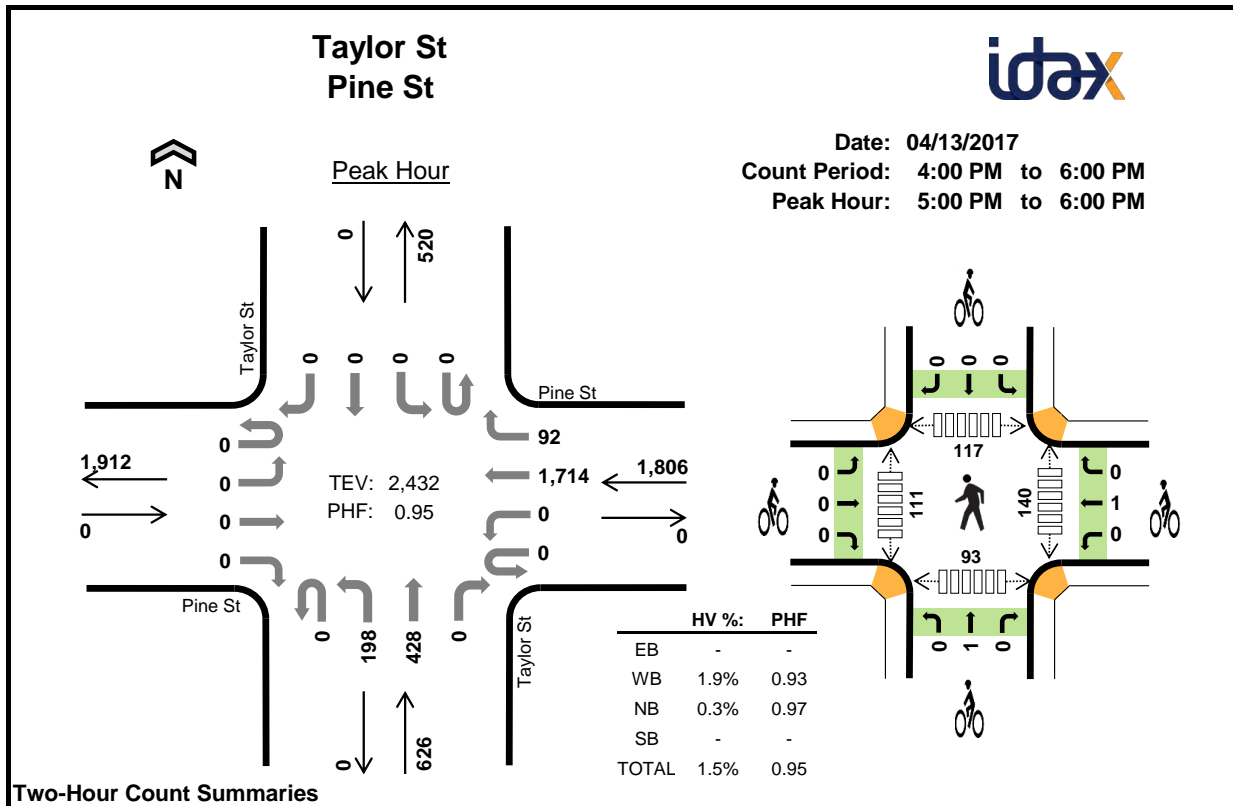 Taylor St
Pine St
idax
Date: 04/13/2017
Count Period: 4:00 PM to 6:00 PM
Peak Hour: 5:00 PM to 6:00 PM
N
Peak Hour
0
520
Taylor St
0 0 0 0
Pine St
0
92
1,912
0
1,714
1,806
TEV: 2,432
PHF: 0.95
0
0
0
0
0
0
Pine St
0
198
428
0
Taylor St
0
626
0 0 0
117
0
0
0
111
140
0
1
0
93
0 1 0
HV %: PHF
EB - -
WB 1.9% 0.93
NB 0.3% 0.97
SB - -
TOTAL 1.5% 0.95
Two-Hour Count Summaries